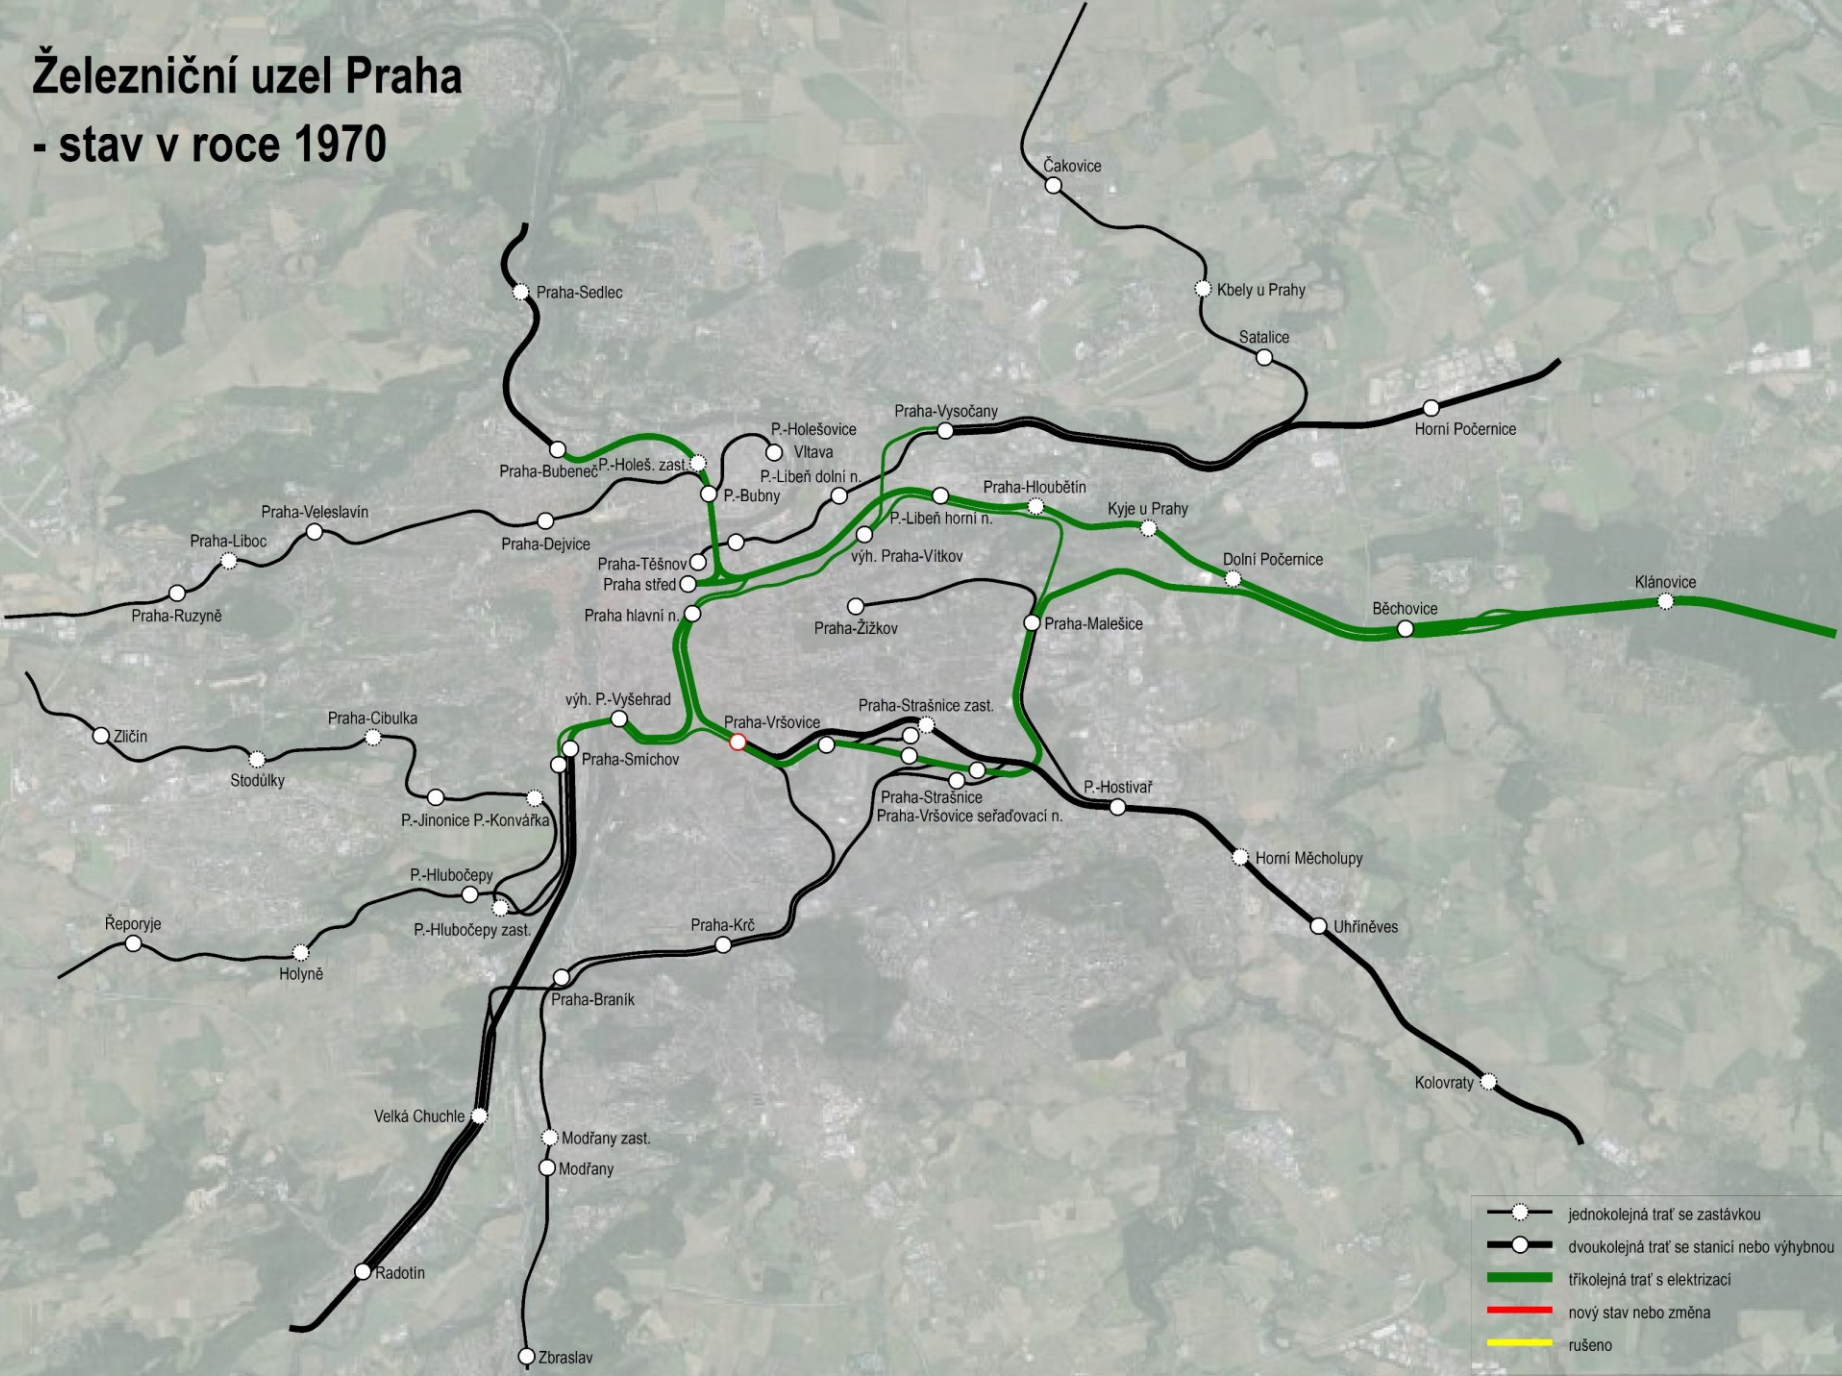 Železniční uzel Praha
- stav v roce 1970
Čakovice
Praha-Sedlec
Kbely u Prahy
Satalice
Praha-Vysočany
Horní Počernice
P.-Holešovice
Vltava
Praha-Bubeneč
P.-Holeš. zast.
P.-Libeň dolní n.
P.-Bubny
Praha-Hloubětín
Kyje u Prahy
Praha-Veleslavín
P.-Libeň horní n.
Praha-Liboc
Praha-Dejvice
výh. Praha-Vítkov
Praha-Těšnov
Dolní Počernice
Praha střed
Klánovice
Praha-Ruzyně
Praha hlavní n.
Praha-Žižkov
Praha-Malešice
Běchovice
výh. P.-Vyšehrad
Praha-Strašnice zast.
Praha-Cibulka
Praha-Vršovice
Zličín
Praha-Smíchov
Stodůlky
P.-Hostivař
Praha-Strašnice
P.-Jinonice
P.-Konvářka
Praha-Vršovice seřaďovací n.
Horní Měcholupy
P.-Hlubočepy
Řeporyje
P.-Hlubočepy zast.
Praha-Krč
Uhříněves
Holyně
Praha-Braník
Kolovraty
Velká Chuchle
Modřany zast.
Modřany
Radotín
Zbraslav
jednokolejná trať se zastávkou
dvoukolejná trať se stanicí nebo výhybnou
tříkolejná trať s elektrizací
nový stav nebo změna
rušeno